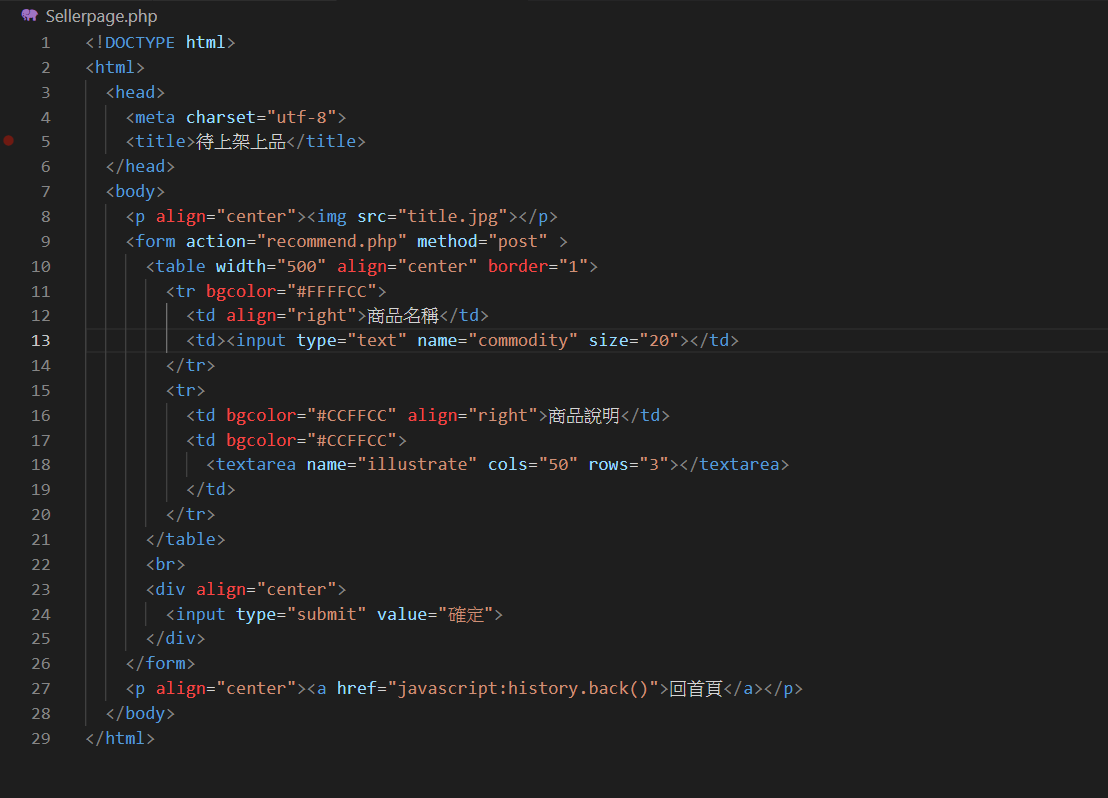 Sellerpage.php
1 <!DOCTYPE html>
2 <html>
3 <head>
4 <meta charset="utf-8">
5 <title>待上架上品</title>
6 </head>
7 <body>
8 <p align="center"><img src="title.jpg"></p>
9 <form action="recommend.php" method="post" >
10 <table width="500" align="center" border="1">
11 <tr bgcolor="#FFFFCC">
12 <td align="right">商品名稱</td>
13 <td><input type="text" name="commodity" size="20"></td>
14 </tr>
15 <tr>
16 <td bgcolor="#CCFFCC" align="right">商品說明</td>
17 <td bgcolor="#CCFFCC">
18 <textarea name="illustrate" cols="50" rows="3"></textarea>
19 </td>
20 </tr>
21 </table>
22 <br>
23 <div align="center">
24 <input type="submit" value="確定">
25 </div>
26 </form>
27 <p align="center"><a href="javascript:history.back()">回首頁</a></p>
28 </body>
29 </html>